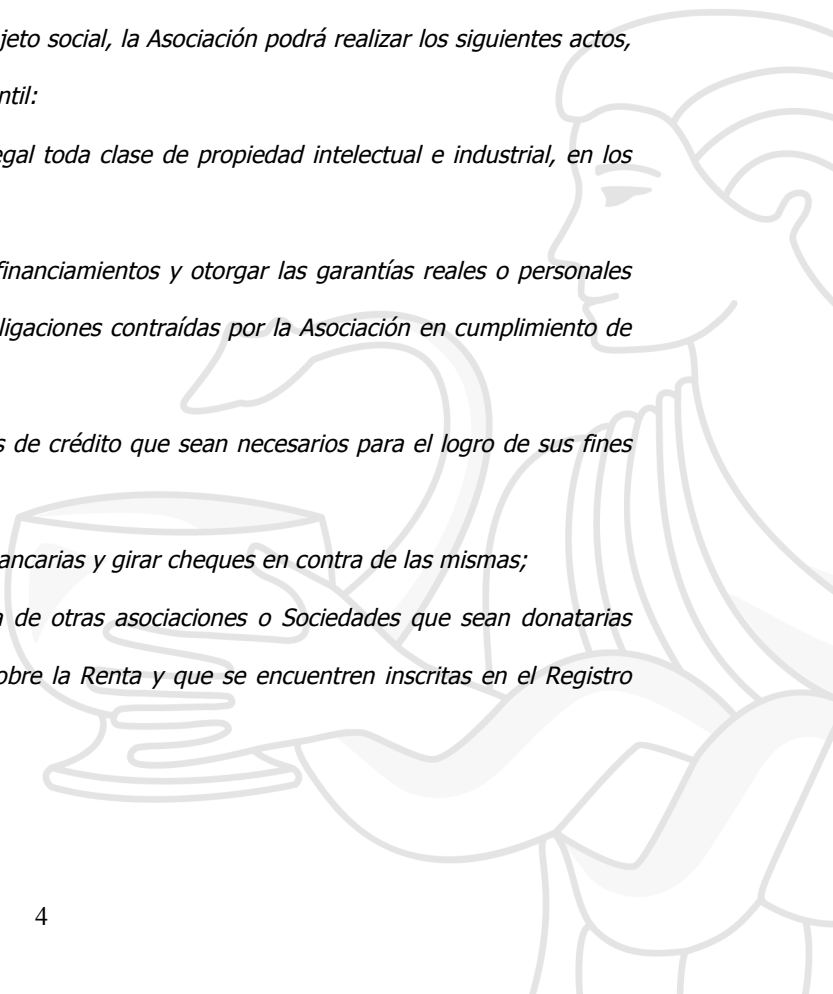 jeto social, la Asociación podrá realizar los siguientes actos,
ntil:
egal toda clase de propiedad intelectual e industrial, en los
financiamientos y otorgar las garantías reales o personales
ligaciones contraídas por la Asociación en cumplimiento de
s de crédito que sean necesarios para el logro de sus fines
ancarias y girar cheques en contra de las mismas;
a de otras asociaciones o Sociedades que sean donatarias
obre la Renta y que se encuentren inscritas en el Registro
4